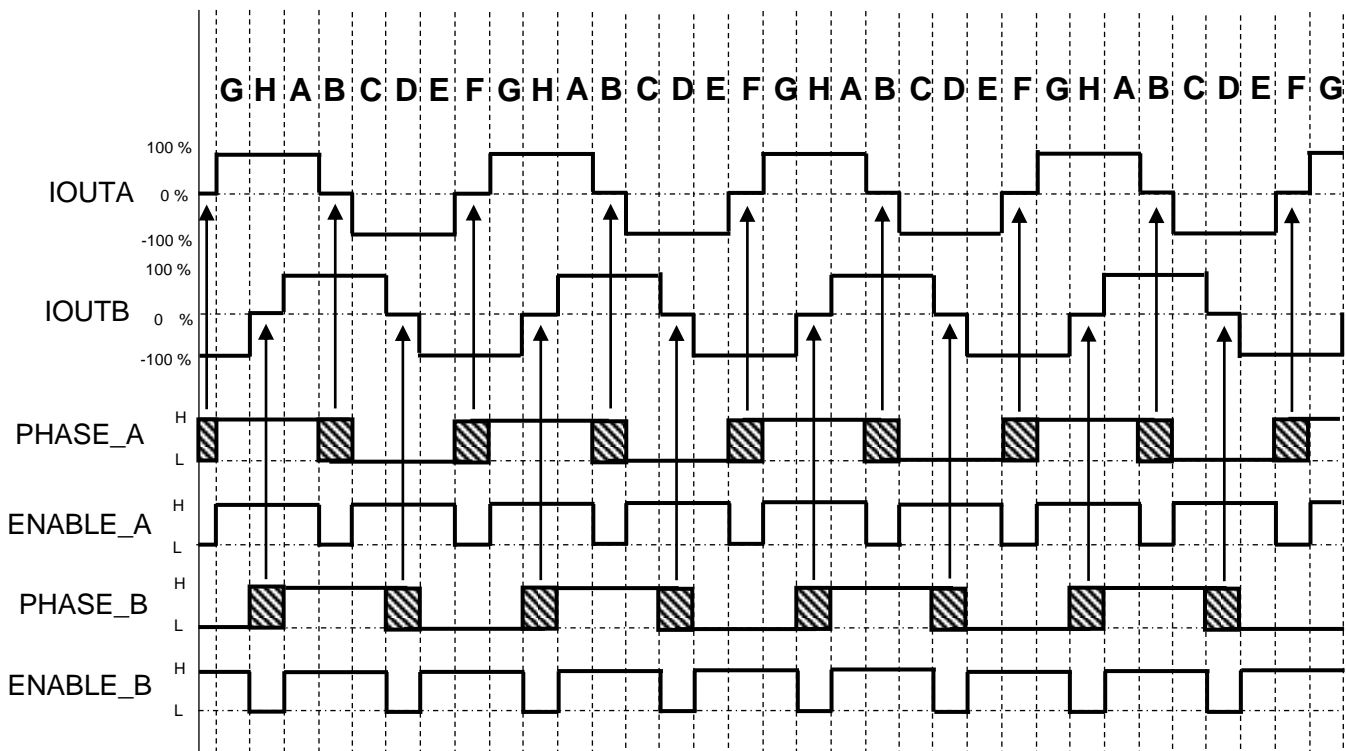 G H A B C D E F G H A B C D E F G H A B C D E F G H A B C D E F G
100 %
IOUTA
0 %
-100 %
100 %
IOUTB
0 %
-100 %
H
PHASE_A
L
H
ENABLE_A
L
H
PHASE_B
L
H
ENABLE_B
L